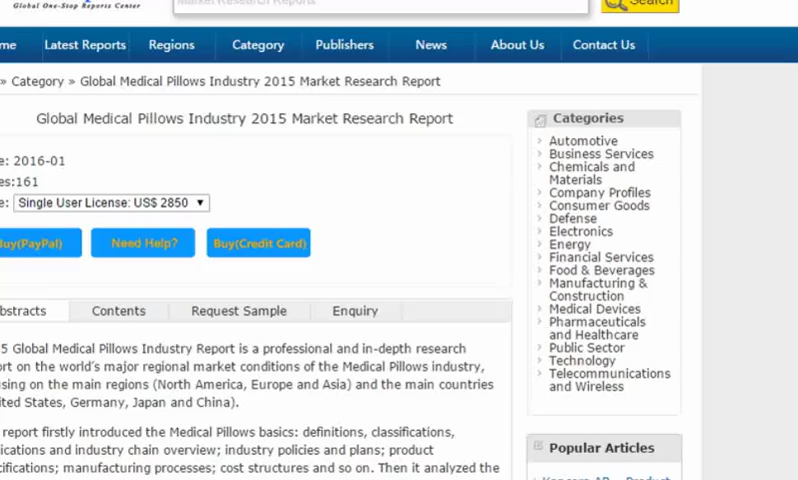 Global One-Stop Reports Center
Market Research Reports
Search
me Latest Reports Regions Category Publishers News About Us Contact Us
» Category » Global Medical Pillows Industry 2015 Market Research Report
Global Medical Pillows Industry 2015 Market Research Report
e: 2016-01
es:161
e: Single User License: US$ 2850 ▼
Buy(PayPal) Need Help? Buy(Credit Card)
bstracts Contents Request Sample Enquiry
5 Global Medical Pillows Industry Report is a professional and in-depth research
ort on the world's major regional market conditions of the Medical Pillows industry,
using on the main regions (North America, Europe and Asia) and the main countries
ited States, Germany, Japan and China).
report firstly introduced the Medical Pillows basics: definitions, classifications,
ications and industry chain overview; industry policies and plans; product
cifications; manufacturing processes; cost structures and so on. Then it analyzed the
Categories
Automotive
Business Services
Chemicals and
Materials
Company Profiles
Consumer Goods
Defense
Electronics
Energy
Financial Services
Food & Beverages
Manufacturing &
Construction
Medical Devices
Pharmaceuticals
and Healthcare
Public Sector
Technology
Telecommunications
and Wireless
Popular Articles